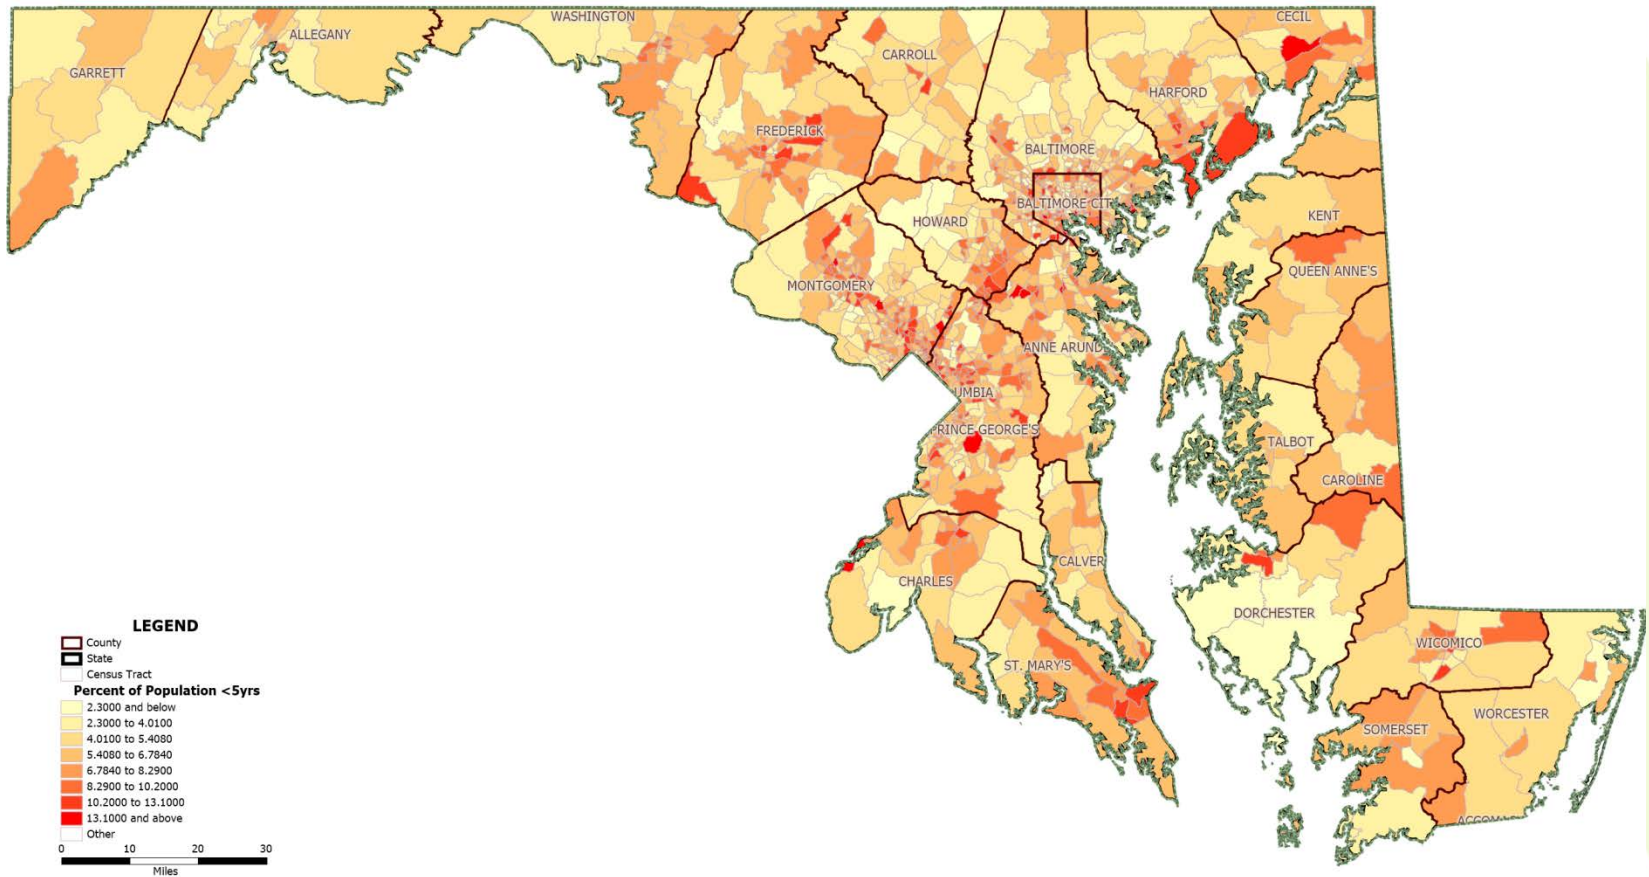 WASHINGTON
CECIL
ALLEGANY
CARROLL
GARRETT
HARFORD
FREDERICK
BALTIMORE
BALTIMORE CIT
KENT
HOWARD
QUEEN ANNE'S
MONTGOMERY
ANNE ARUND
UMBIA
RINCE GEORGE'S
TALBOT
CAROLINE
CALVER
CHARLES
DORCHESTER
WICOMICO
ST. MARY'S
WORCESTER
SOMERSET
ACCOMA
LEGEND
County
State
Census Tract
Percent of Population <5yrs
2.3000 and below
2.3000 to 4.0100
4.0100 to 5.4080
5.4080 to 6.7840
6.7840 to 8.2900
8.2900 to 10.2000
10.2000 to 13.1000
13.1000 and above
Other
0 10 20 30
Miles